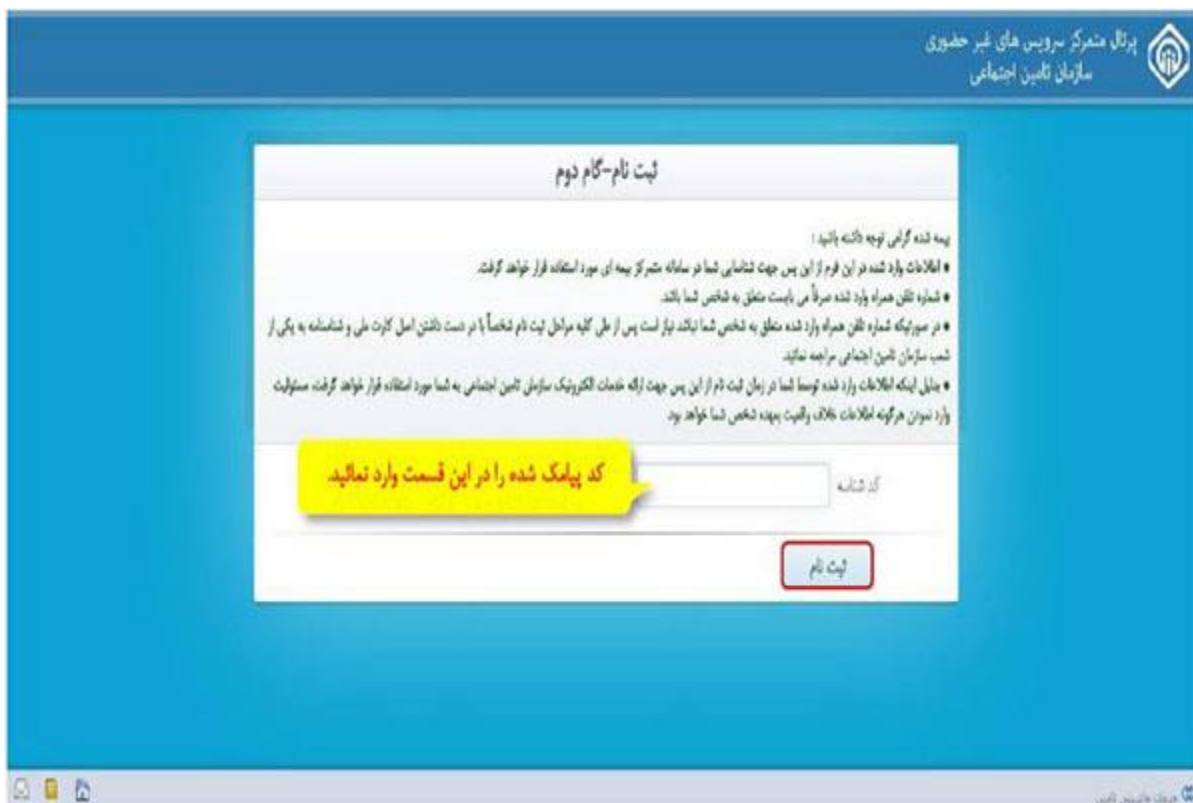 پرتال متمرکز سرویس های غیر حضوری
سازمان تامین اجتماعی
ثبت نام-گام دوم
بیمه شده گرامی توجه داشته باشید :
• اطلاعات وارد شده در این فرم از این پس جهت شناسایی شما در سامانه متمرکز بیمه ای مورد استفاده قرار خواهد گرفت.
• شماره تلفن همراه وارد شده صرفاً می بایست متعلق به شخص شما باشد.
• در صورتیکه شماره تلفن همراه وارد شده متعلق به شخص شما نباشد نیاز است پس از طی کلیه مراحل ثبت نام شخصاً با در دست داشتن اصل کارت ملی و شناسنامه به یکی از
شعب سازمان تامین اجتماعی مراجعه نمائید.
• بدلیل اینکه اطلاعات وارد شده توسط شما در زمان ثبت نام از این پس جهت ارائه خدمات الکترونیک سازمان تامین اجتماعی به شما مورد استفاده قرار خواهد گرفت، مسئولیت
وارد نمودن هرگونه اطلاعات خلاف واقعیت بعهده شخص شما خواهد بود.
کد شناسه
کد پیامک شده را در این قسمت وارد نمائید.
ثبت نام